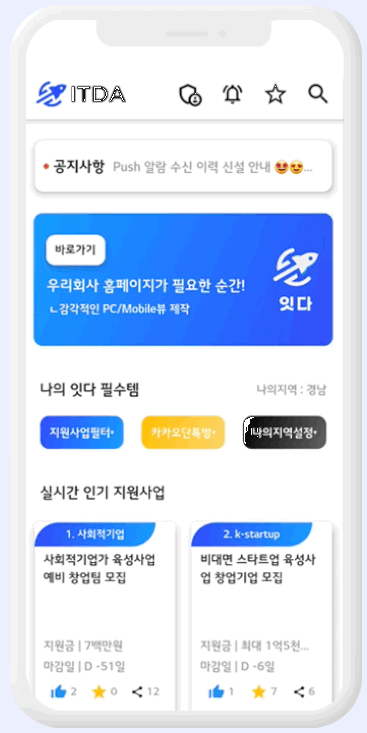 ITDA
공지사항 Push 알람 수신 이력 신설 안내 😍😍...
바로가기
우리회사 홈페이지가 필요한 순간!
ㄴ감각적인 PC/Mobile뷰 제작
잇다
나의 잇다 필수템
나의지역 : 경남
지원사업필터▾
카카오단톡방▾
나의지역설정▾
실시간 인기 지원사업
1. 사회적기업
사회적기업가 육성사업
예비 창업팀 모집
지원금 | 7백만원
마감일 | D -51일
2 0 12
2. k-startup
비대면 스타트업 육성사
업 창업기업 모집
지원금 | 최대 1억5천...
마감일 | D -6일
1 7 6